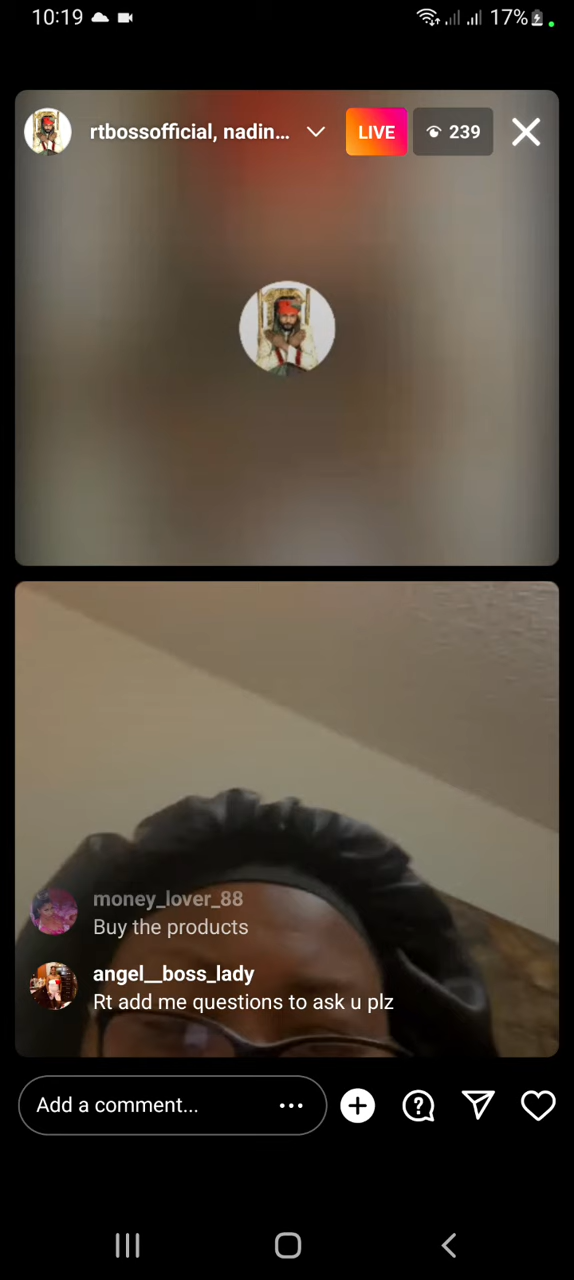 10:19
17%
rtbossofficial, nadin...
LIVE
239
money_lover_88
Buy the products
angel__boss_lady
Rt add me questions to ask u plz
Add a comment...